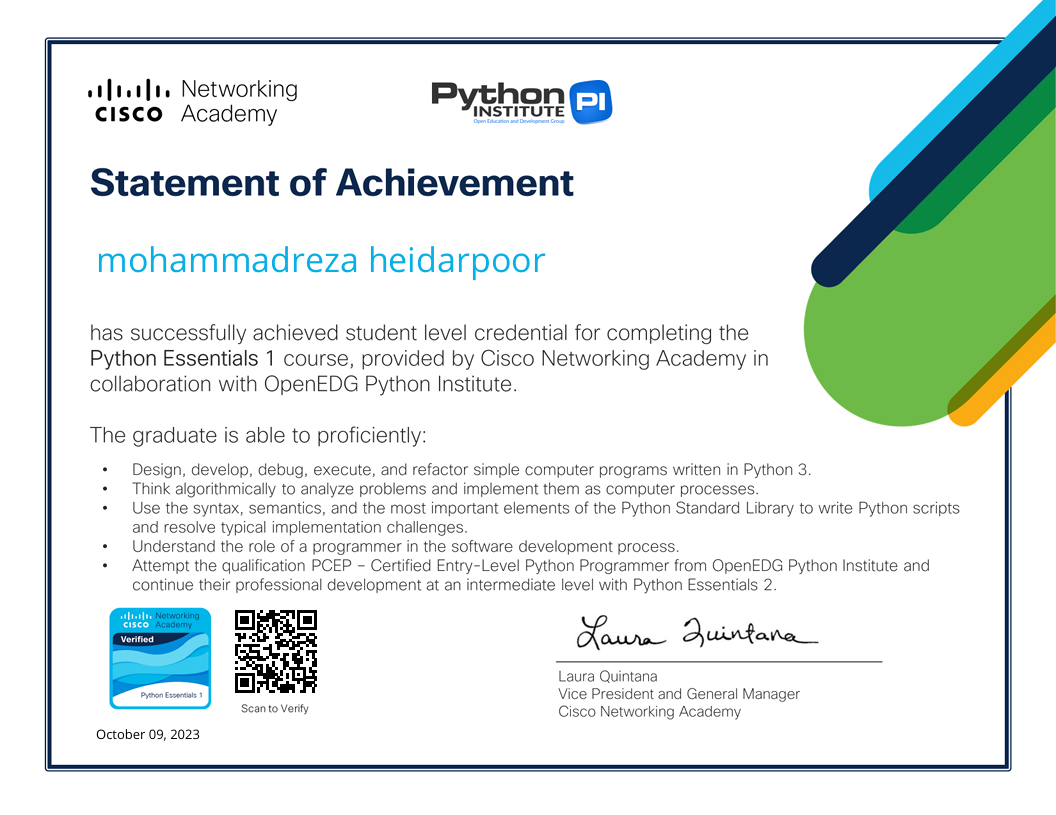 Networking
CISCO Academy
Python PI
INSTITUTE
Open Education and Development Group
Statement of Achievement
mohammadreza heidarpoor
has successfully achieved student level credential for completing the
Python Essentials 1 course, provided by Cisco Networking Academy in
collaboration with OpenEDG Python Institute.
The graduate is able to proficiently:
• Design, develop, debug, execute, and refactor simple computer programs written in Python 3.
• Think algorithmically to analyze problems and implement them as computer processes.
• Use the syntax, semantics, and the most important elements of the Python Standard Library to write Python scripts
and resolve typical implementation challenges.
• Understand the role of a programmer in the software development process.
• Attempt the qualification PCEP – Certified Entry-Level Python Programmer from OpenEDG Python Institute and
continue their professional development at an intermediate level with Python Essentials 2.
Networking
CISCO Academy
Verified
Python Essentials 1
Scan to Verify
October 09, 2023
Laura Quintana
Laura Quintana
Vice President and General Manager
Cisco Networking Academy